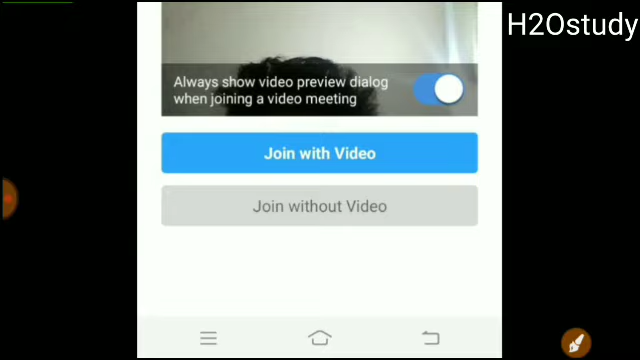 H2Ostudy
Always show video preview dialog
when joining a video meeting
Join with Video
Join without Video